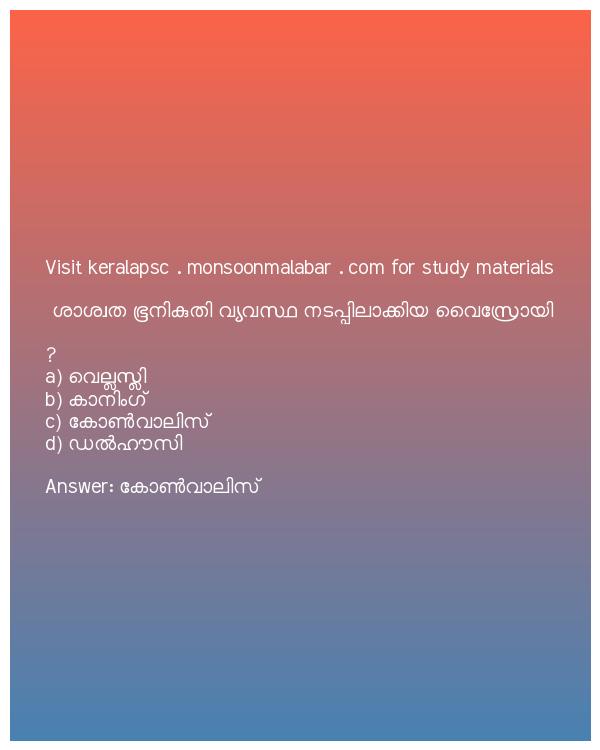 Visit keralapsc . monsoonmalabar . com for study materials
ശാശ്വത ഭൂനികുതി വ്യവസ്ഥ നടപ്പിലാക്കിയ വൈസ്രോയി
?
a) വെല്ലസ്ലി
b) കാനിംഗ്
c) കോൺവാലിസ്
d) ഡൽഹൗസി
Answer: കോൺവാലിസ്